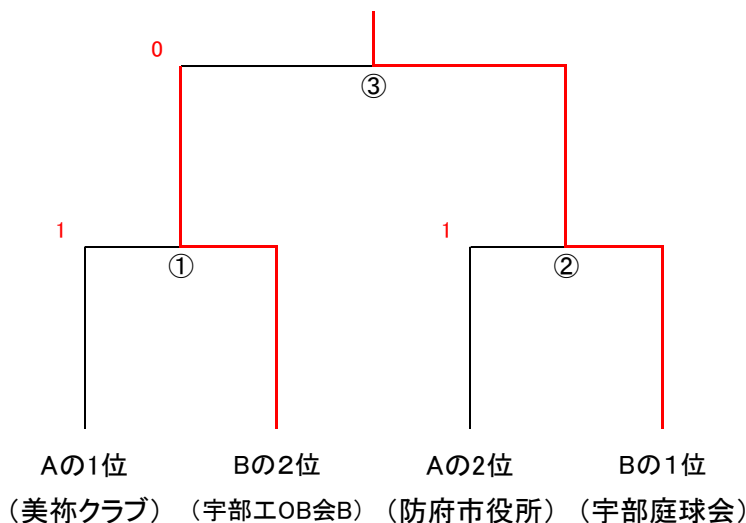 0
③
1
1
①
②
Aの1位
Bの２位
Aの2位
Bの１位
（美祢クラブ）
（宇部工OB会B）
（防府市役所）
（宇部庭球会）